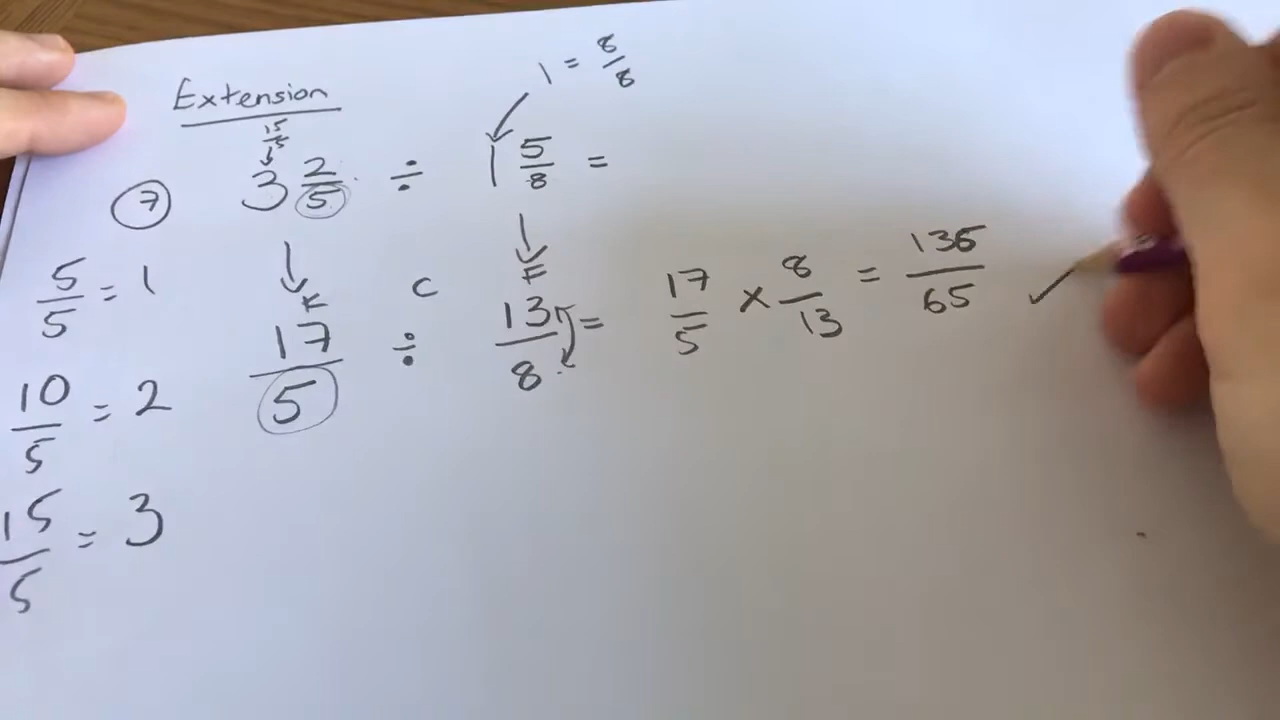 Extension
1 = 8/8
15/5
7
3 2/5 ÷ 1 5/8 =
5/5 = 1
K C F
17/5 ÷ 13/8 = 17/5 × 8/13 = 136/65 ✓
10/5 = 2
15/5 = 3